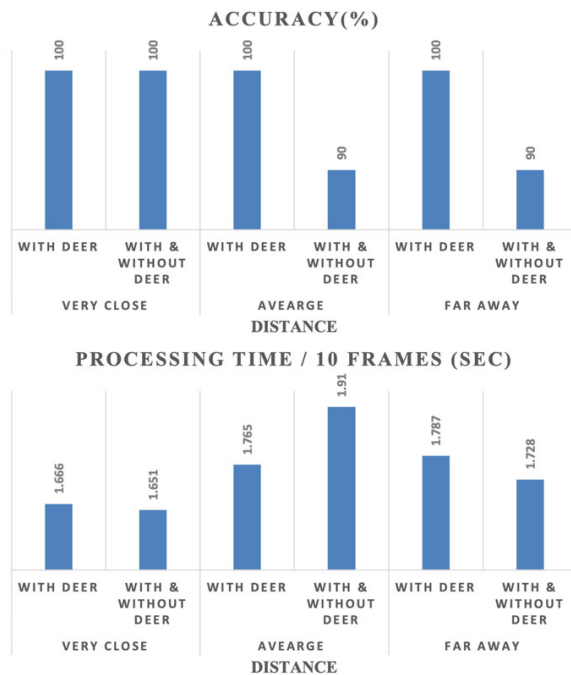 ACCURACY(%)
100 100 100 90 100 90
WITH DEER WITH & WITHOUT DEER WITH DEER WITH & WITHOUT DEER WITH DEER WITH & WITHOUT DEER
VERY CLOSE AVEARGE FAR AWAY
DISTANCE
PROCESSING TIME / 10 FRAMES (SEC)
1.666 1.651 1.765 1.91 1.787 1.728
WITH DEER WITH & WITHOUT DEER WITH DEER WITH & WITHOUT DEER WITH DEER WITH & WITHOUT DEER
VERY CLOSE AVEARGE FAR AWAY
DISTANCE